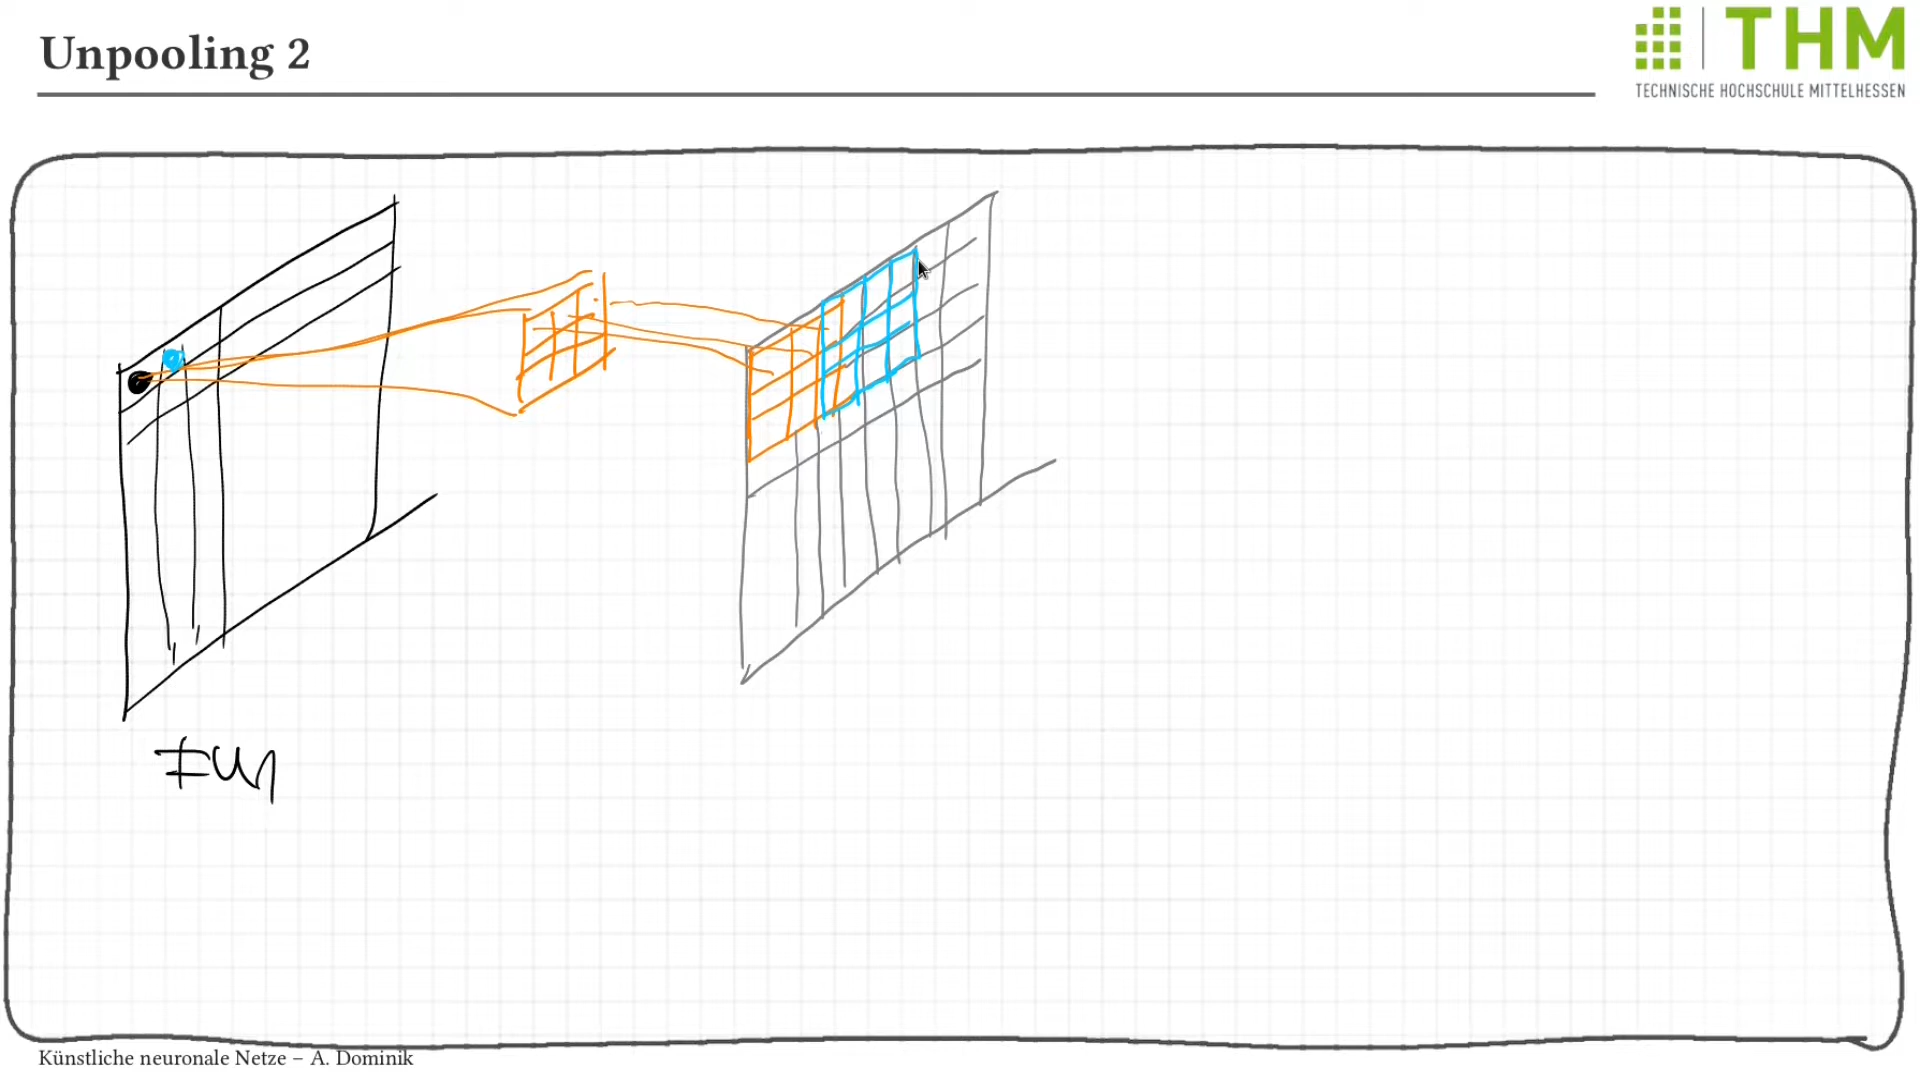 Unpooling 2
THM
TECHNISCHE HOCHSCHULE MITTELHESSEN
Künstliche neuronale Netze – A. Dominik